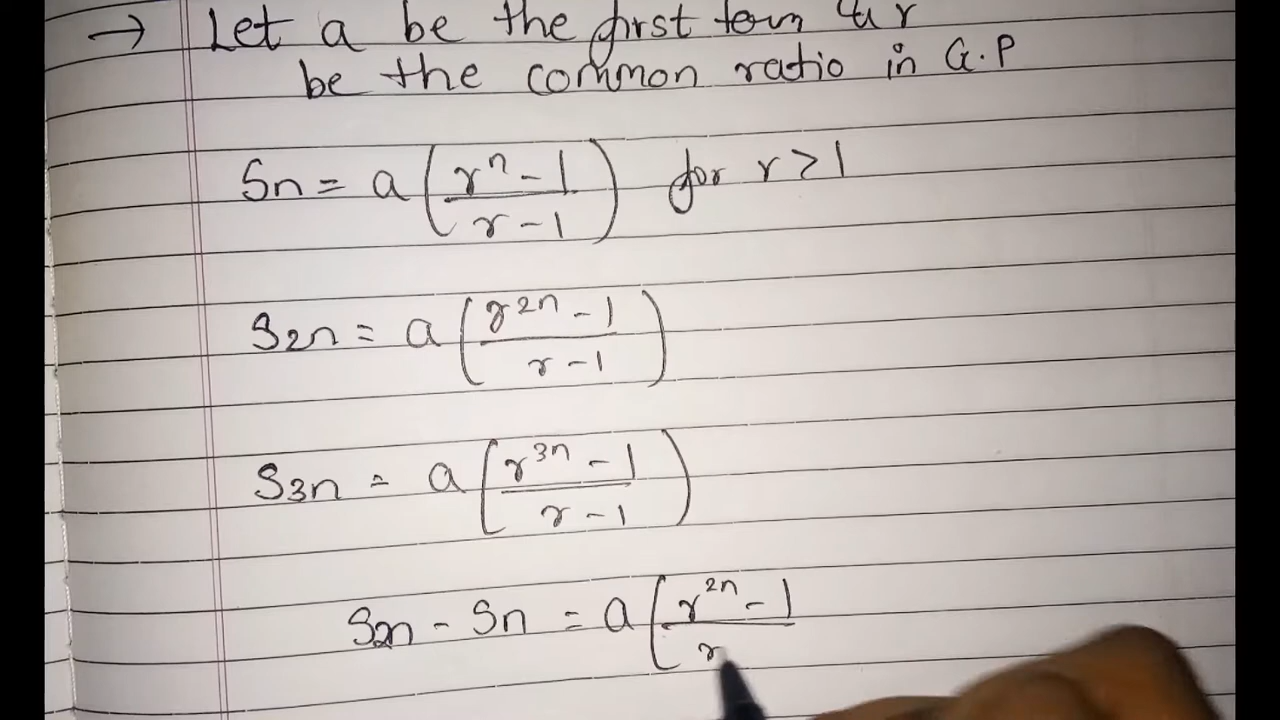 → Let a be the first term & r
be the common ratio in G.P
Sn = a(r^n - 1 / r - 1) for r > 1
S2n = a(r^2n - 1 / r - 1)
S3n = a(r^3n - 1 / r - 1)
S2n - Sn = a(r^2n - 1 / r